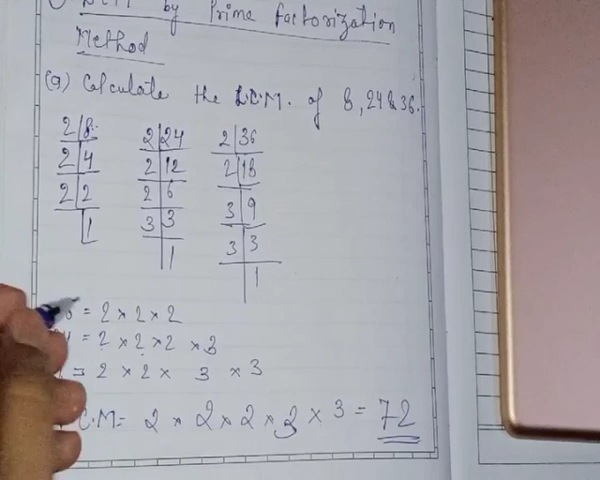 by Prime factorization
Method
(a) Calculate the L.C.M. of 8, 24 & 36.
2 8 2 24 2 36
2 4 2 12 2 18
2 2 2 6 3 9
1 3 3 3 3
1 1
= 2 × 2 × 2
= 2 × 2 × 2 × 3
= 2 × 2 × 3 × 3
C.M = 2 × 2 × 2 × 3 × 3 = 72